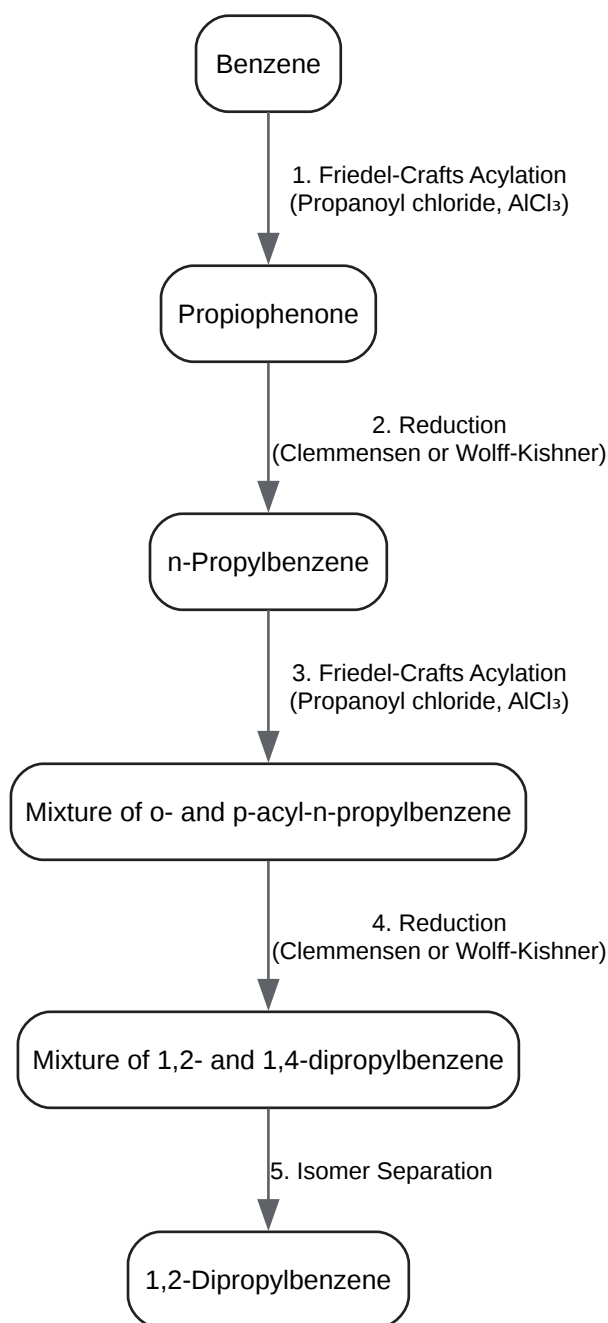 Benzene
1. Friedel-Crafts Acylation
(Propanoyl chloride, AlCl₃)
Propiophenone
2. Reduction
(Clemmensen or Wolff-Kishner)
n-Propylbenzene
3. Friedel-Crafts Acylation
(Propanoyl chloride, AlCl₃)
Mixture of o- and p-acyl-n-propylbenzene
4. Reduction
(Clemmensen or Wolff-Kishner)
Mixture of 1,2- and 1,4-dipropylbenzene
5. Isomer Separation
1,2-Dipropylbenzene